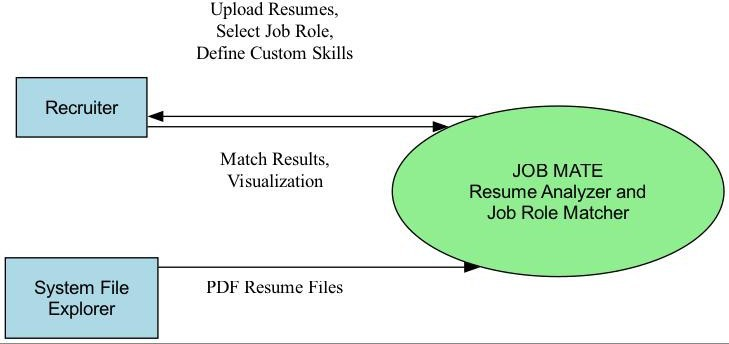 Upload Resumes,
Select Job Role,
Define Custom Skills
Recruiter
Match Results,
Visualization
JOB MATE
Resume Analyzer and
Job Role Matcher
System File
Explorer
PDF Resume Files